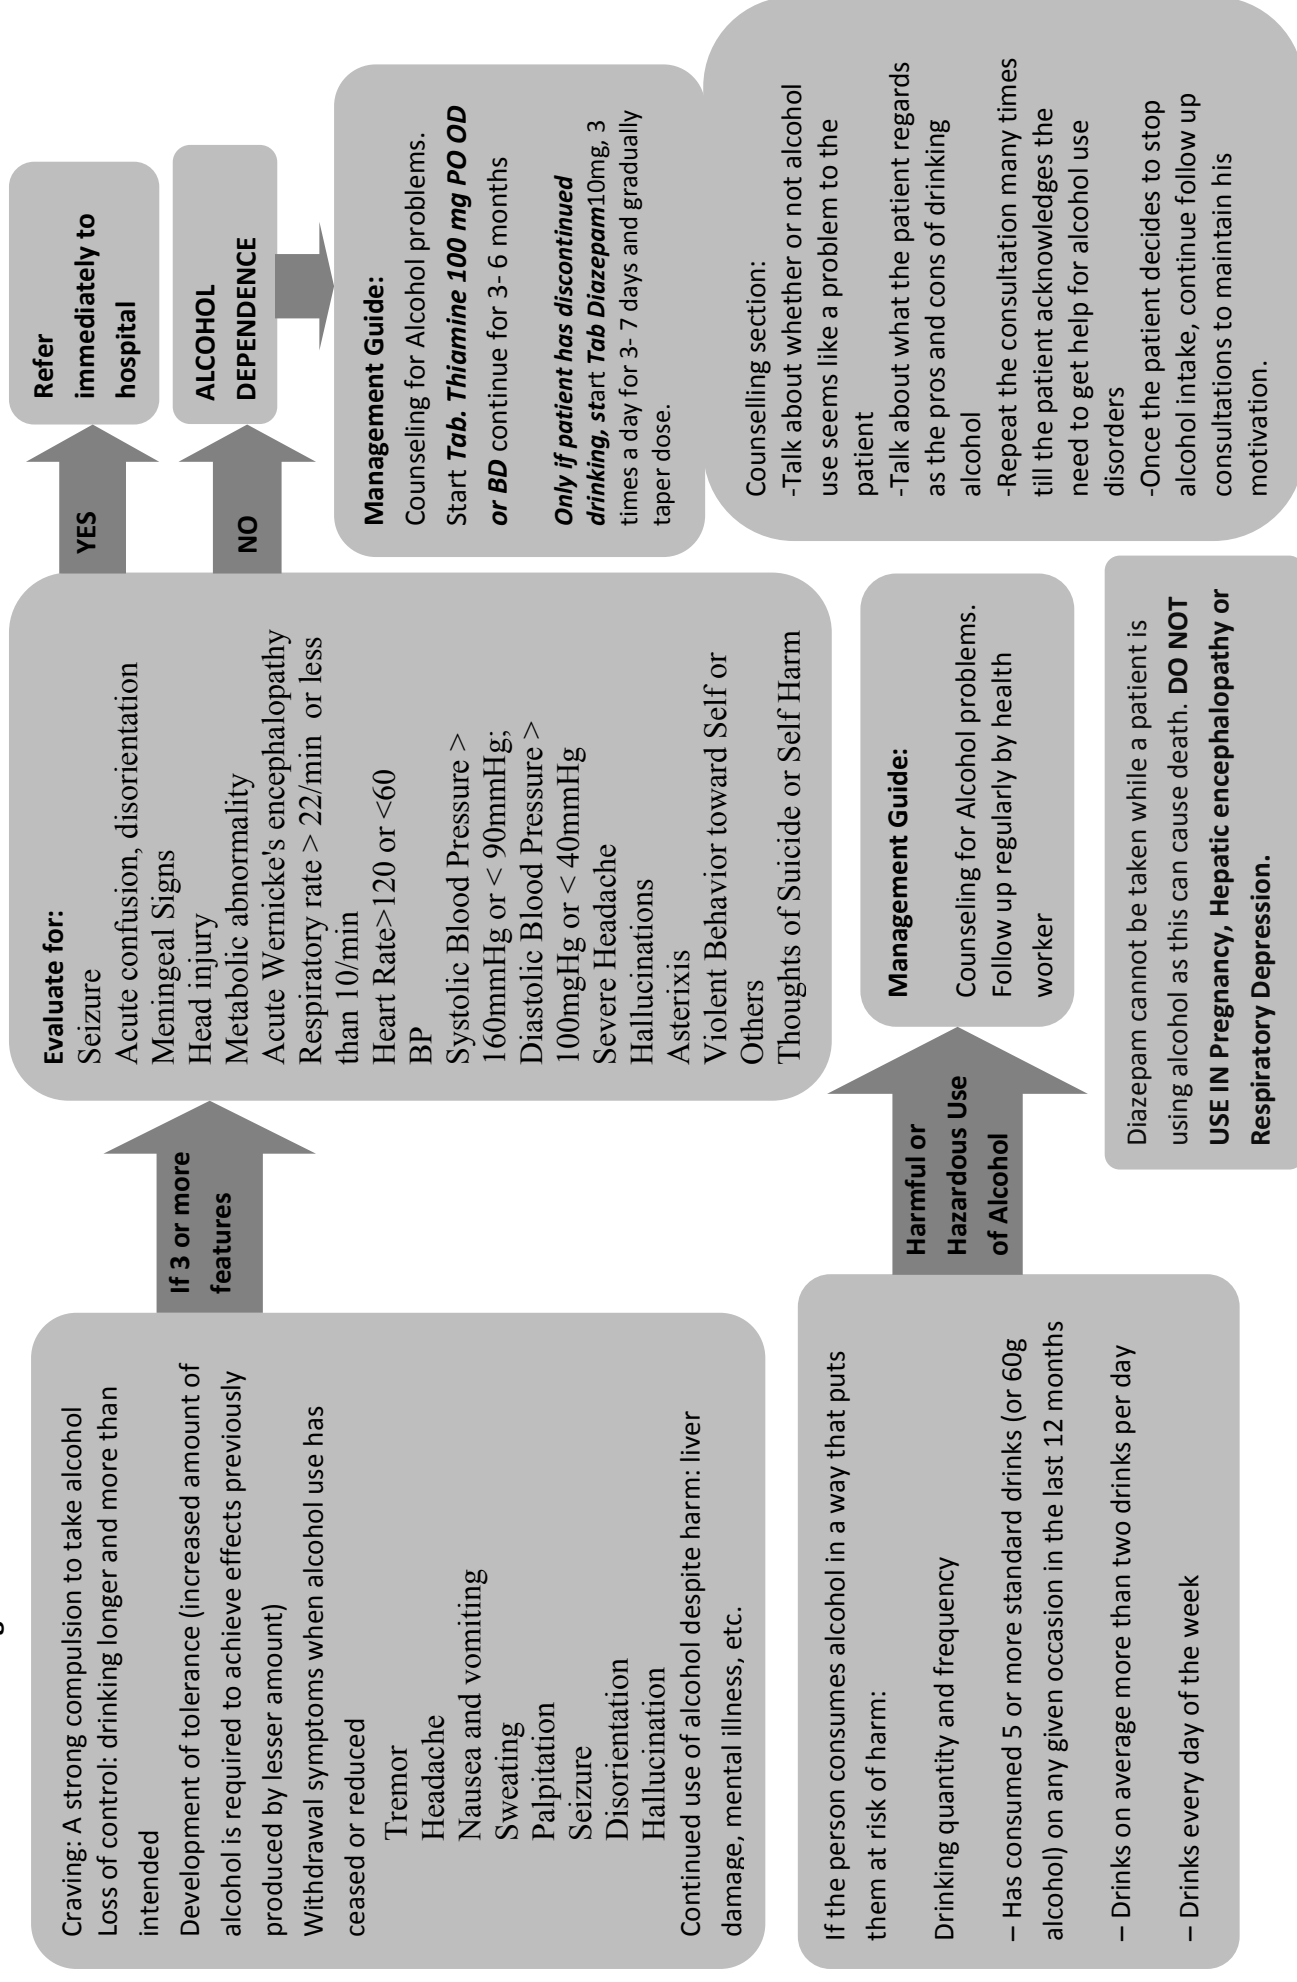 Craving: A strong compulsion to take alcohol
Loss of control: drinking longer and more than
intended
Development of tolerance (increased amount of
alcohol is required to achieve effects previously
produced by lesser amount)
Withdrawal symptoms when alcohol use has
ceased or reduced
Tremor
Headache
Nausea and vomiting
Sweating
Palpitation
Seizure
Disorientation
Hallucination
Continued use of alcohol despite harm: liver
damage, mental illness, etc.
If 3 or more
features
Evaluate for:
Seizure
Acute confusion, disorientation
Meningeal Signs
Head injury
Metabolic abnormality
Acute Wernicke's encephalopathy
Respiratory rate > 22/min or less
than 10/min
Heart Rate>120 or <60
BP
Systolic Blood Pressure >
160mmHg or < 90mmHg;
Diastolic Blood Pressure >
100mgHg or < 40mmHg
Severe Headache
Hallucinations
Asterixis
Violent Behavior toward Self or
Others
Thoughts of Suicide or Self Harm
YES
Refer
immediately to
hospital
NO
ALCOHOL
DEPENDENCE
Management Guide:
Counseling for Alcohol problems.
Start Tab. Thiamine 100 mg PO OD
or BD continue for 3- 6 months
Only if patient has discontinued
drinking, start Tab Diazepam10mg, 3
times a day for 3- 7 days and gradually
taper dose.
If the person consumes alcohol in a way that puts
them at risk of harm:
Drinking quantity and frequency
– Has consumed 5 or more standard drinks (or 60g
alcohol) on any given occasion in the last 12 months
– Drinks on average more than two drinks per day
– Drinks every day of the week
Harmful or
Hazardous Use
of Alcohol
Management Guide:
Counseling for Alcohol problems.
Follow up regularly by health
worker
Diazepam cannot be taken while a patient is
using alcohol as this can cause death. DO NOT
USE IN Pregnancy, Hepatic encephalopathy or
Respiratory Depression.
Counselling section:
-Talk about whether or not alcohol
use seems like a problem to the
patient
-Talk about what the patient regards
as the pros and cons of drinking
alcohol
-Repeat the consultation many times
till the patient acknowledges the
need to get help for alcohol use
disorders
-Once the patient decides to stop
alcohol intake, continue follow up
consultations to maintain his
motivation.